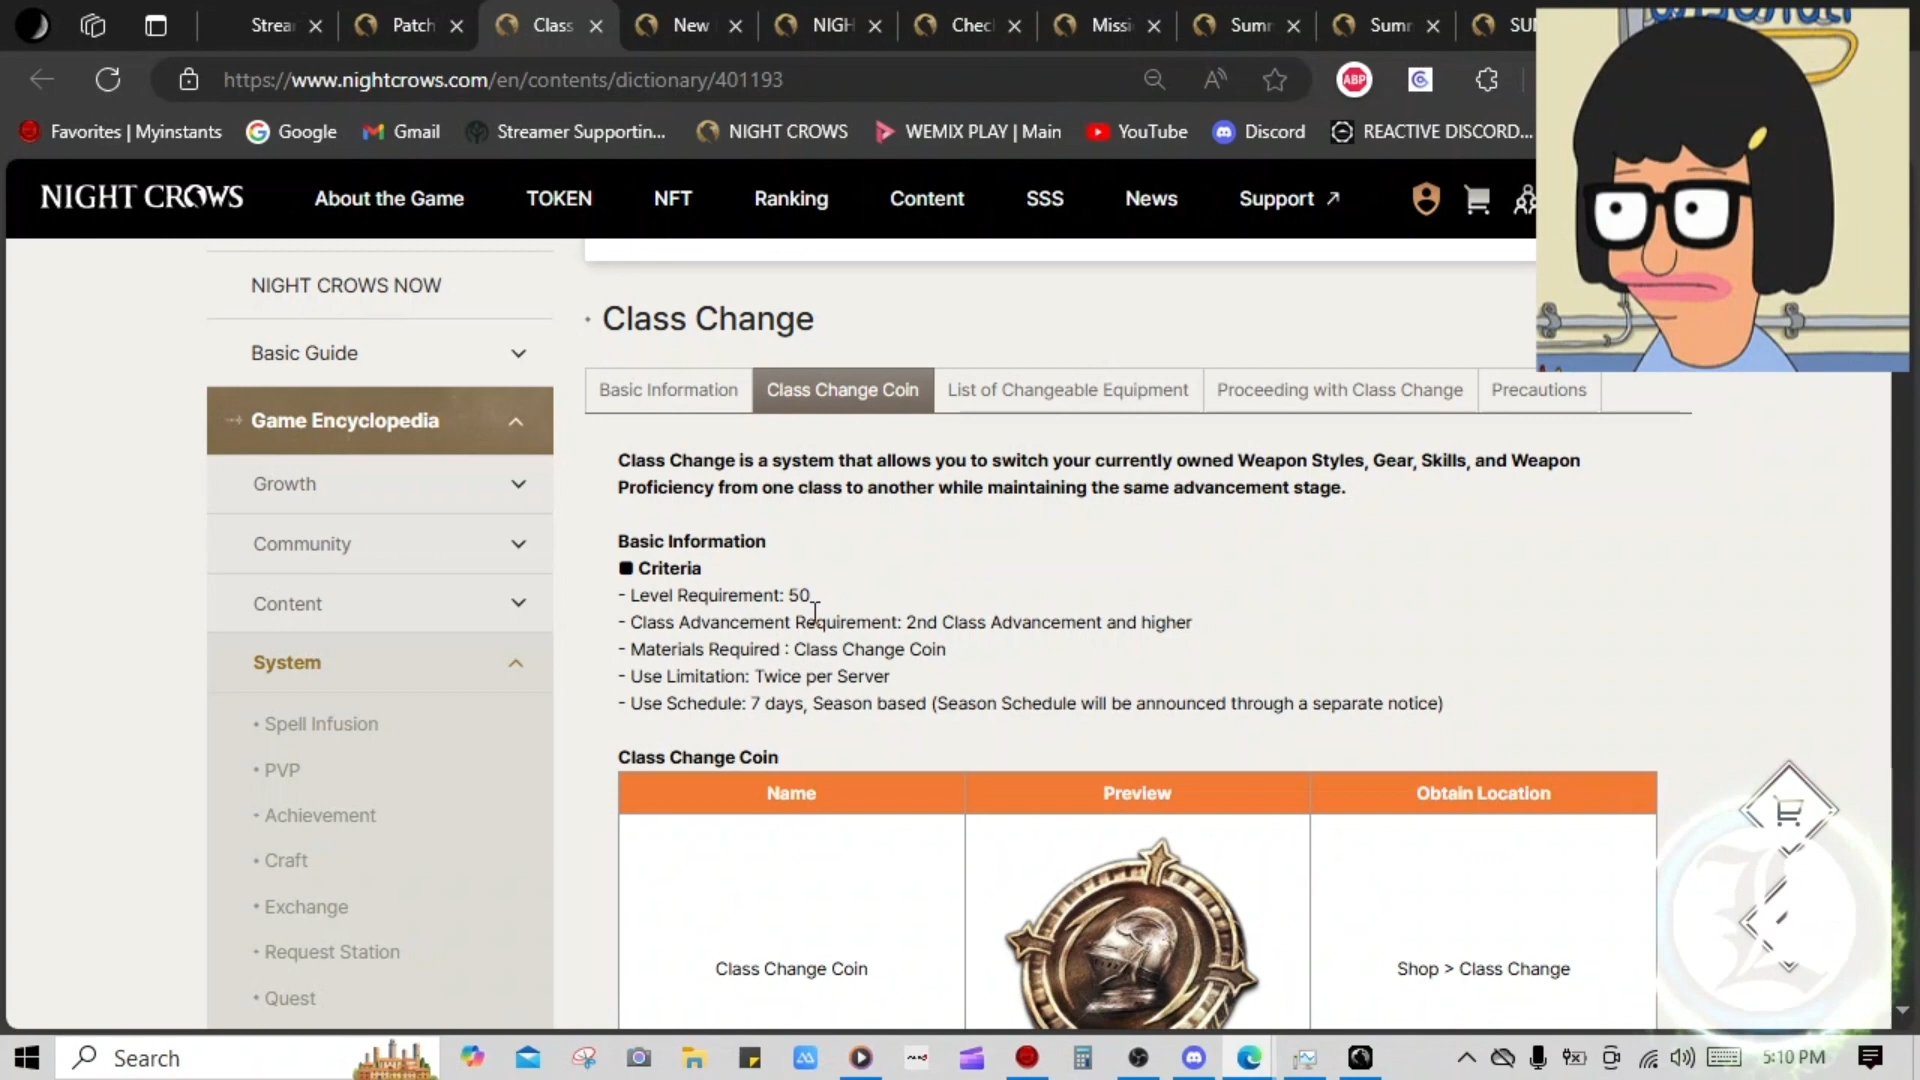 Strea
Patch
Class
New
NIGH
Chec
Missi
Sum
Sum
SU
https://www.nightcrows.com/en/contents/dictionary/401193
ABP
Favorites | Myinstants
Google
Gmail
Streamer Supportin...
NIGHT CROWS
WEMIX PLAY | Main
YouTube
Discord
REACTIVE DISCORD...
NIGHT CROWS
About the Game
TOKEN
NFT
Ranking
Content
SSS
News
Support ↗
NIGHT CROWS NOW
Basic Guide
Game Encyclopedia
Growth
Community
Content
System
• Spell Infusion
• PVP
• Achievement
• Craft
• Exchange
• Request Station
• Quest
· Class Change
Basic Information
Class Change Coin
List of Changeable Equipment
Proceeding with Class Change
Precautions
Class Change is a system that allows you to switch your currently owned Weapon Styles, Gear, Skills, and Weapon
Proficiency from one class to another while maintaining the same advancement stage.
Basic Information
■ Criteria
- Level Requirement: 50
- Class Advancement Requirement: 2nd Class Advancement and higher
- Materials Required : Class Change Coin
- Use Limitation: Twice per Server
- Use Schedule: 7 days, Season based (Season Schedule will be announced through a separate notice)
Class Change Coin
Name
Preview
Obtain Location
Class Change Coin
Shop > Class Change
Search
5:10 PM